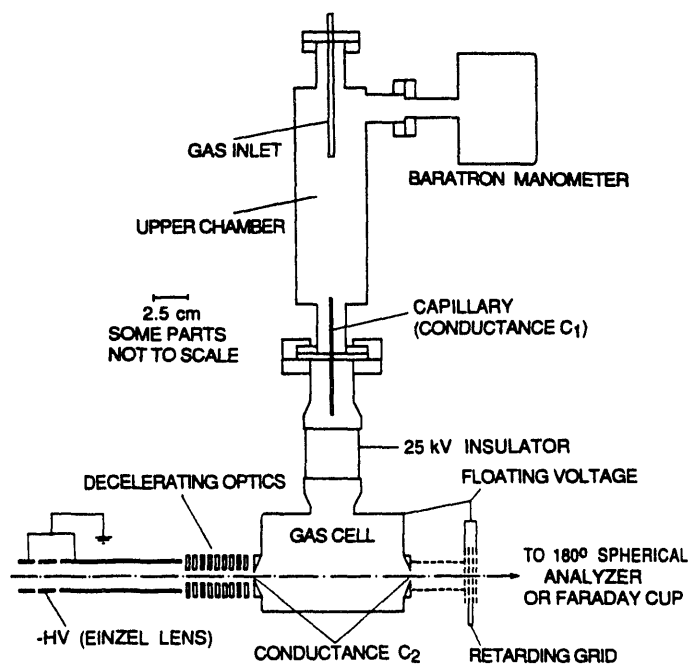 GAS INLET
BARATRON MANOMETER
UPPER CHAMBER
2.5 cm
SOME PARTS
NOT TO SCALE
CAPILLARY
(CONDUCTANCE C₁)
25 kV INSULATOR
DECELERATING OPTICS
FLOATING VOLTAGE
GAS CELL
TO 180º SPHERICAL
ANALYZER
OR FARADAY CUP
-HV (EINZEL LENS)
CONDUCTANCE C₂
RETARDING GRID